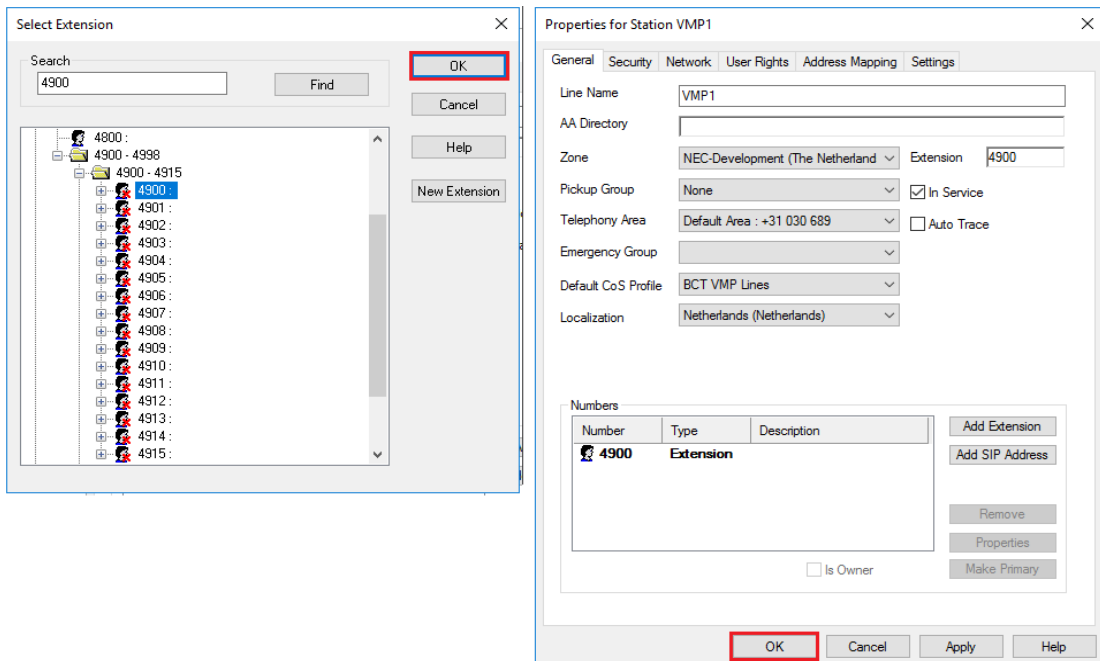 Select Extension
Search
4900
Find
OK
Cancel
Help
New Extension
4800 :
4900 - 4998
4900 - 4915
4900 :
4901 :
4902 :
4903 :
4904 :
4905 :
4906 :
4907 :
4908 :
4909 :
4910 :
4911 :
4912 :
4913 :
4914 :
4915 :
Properties for Station VMP1
General Security Network User Rights Address Mapping Settings
Line Name VMP1
AA Directory
Zone NEC-Development (The Netherland Extension 4900
Pickup Group None In Service
Telephony Area Default Area : +31 030 689 Auto Trace
Emergency Group
Default CoS Profile BCT VMP Lines
Localization Netherlands (Netherlands)
Numbers
Number Type Description
4900 Extension
Add Extension
Add SIP Address
Remove
Properties
Is Owner Make Primary
OK Cancel Apply Help